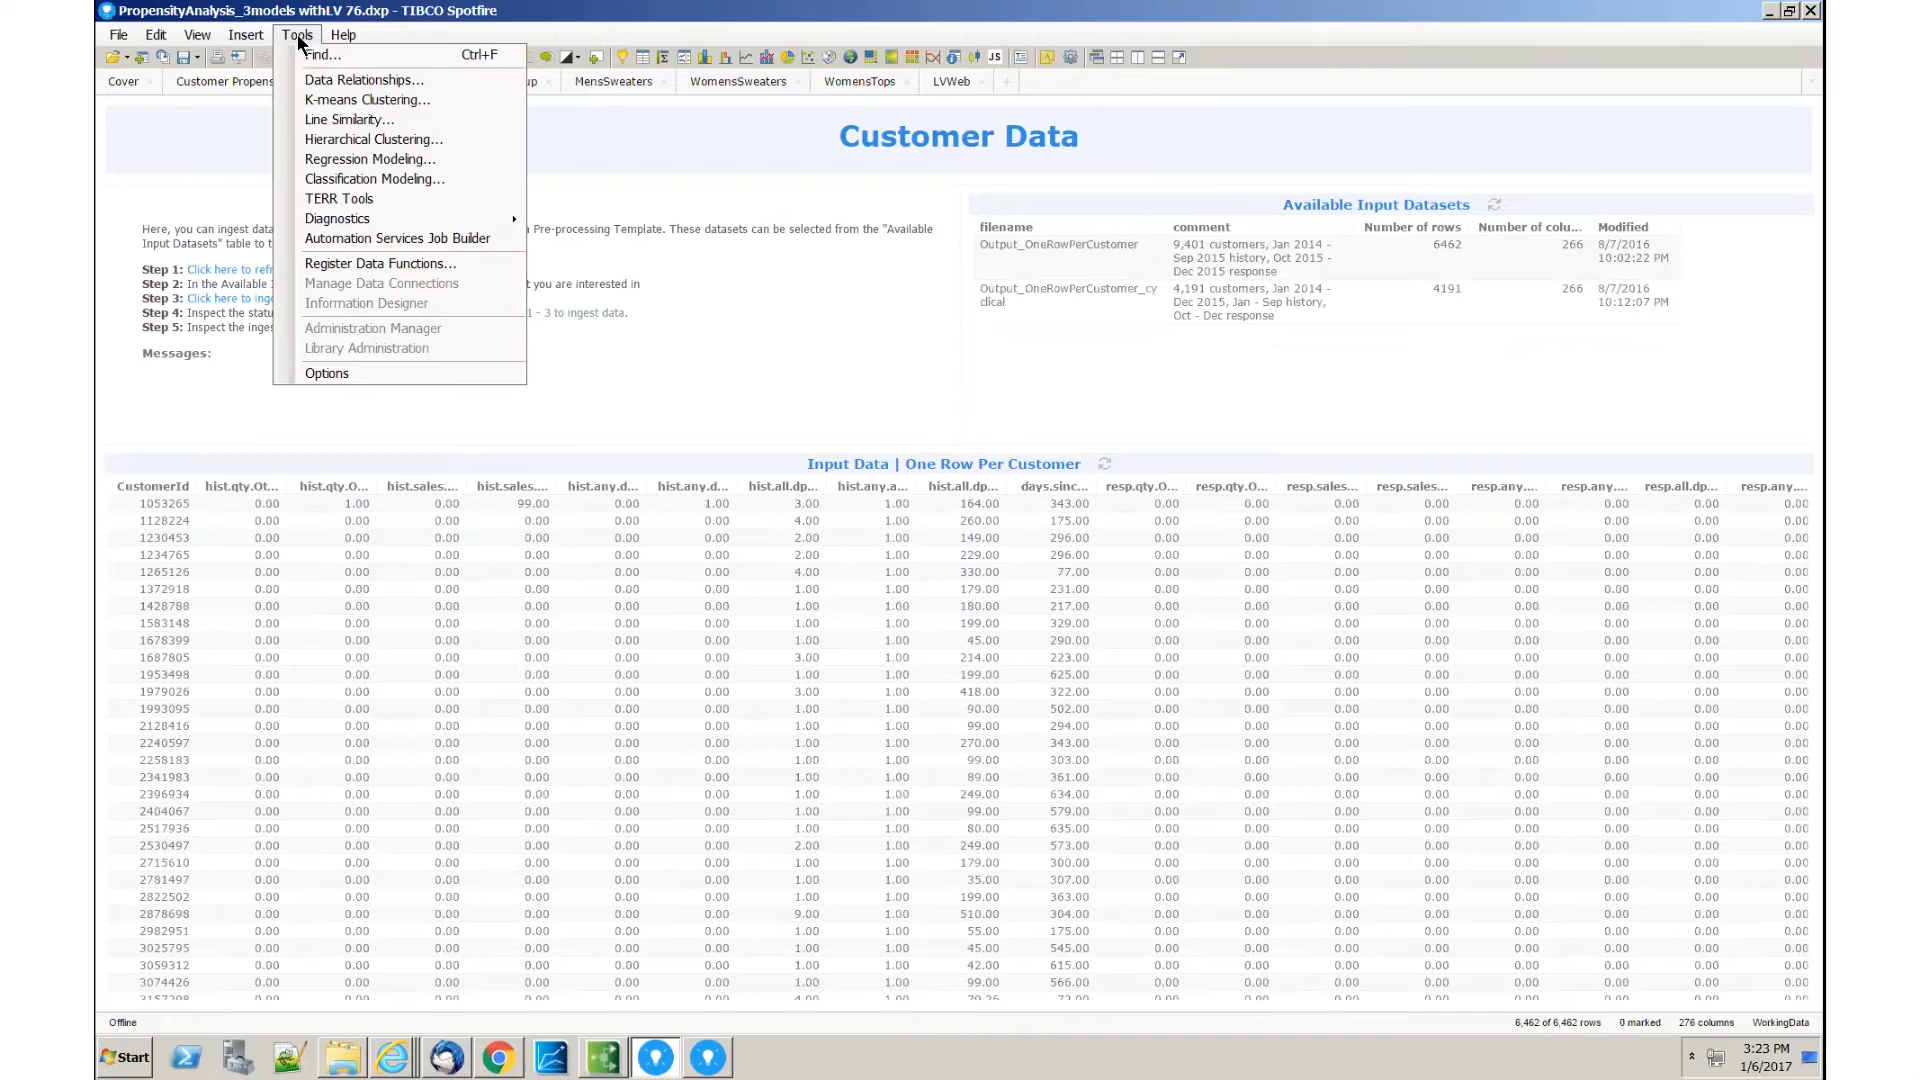 PropensityAnalysis_3models withLV 76.dxp - TIBCO Spotfire
File Edit View Insert Tools Help
Find... Ctrl+F
Data Relationships...
K-means Clustering...
Line Similarity...
Hierarchical Clustering...
Regression Modeling...
Classification Modeling...
TERR Tools
Diagnostics
Automation Services Job Builder
Register Data Functions...
Manage Data Connections
Information Designer
Administration Manager
Library Administration
Options
JS
Cover Customer Propens up MensSweaters WomensSweaters WomensTops LVWeb
Customer Data
Here, you can ingest data Pre-processing Template. These datasets can be selected from the "Available
Input Datasets" table to t
Step 1: Click here to refr
Step 2: In the Available t you are interested in
Step 3: Click here to inge
Step 4: Inspect the statu 1 - 3 to ingest data.
Step 5: Inspect the inges
Messages:
Available Input Datasets
filename comment Number of rows Number of colu... Modified
Output_OneRowPerCustomer 9,401 customers, Jan 2014 - 6462 266 8/7/2016
Sep 2015 history, Oct 2015 - 10:02:22 PM
Dec 2015 response
Output_OneRowPerCustomer_cy 4,191 customers, Jan 2014 - 4191 266 8/7/2016
clical Dec 2015, Jan - Sep history, 10:12:07 PM
Oct - Dec response
Input Data | One Row Per Customer
CustomerId hist.qty.Ot... hist.qty.O... hist.sales.... hist.sales.... hist.any.d... hist.any.d... hist.all.dp... hist.any.a... hist.all.dp... days.sinc... resp.qty.O... resp.qty.O... resp.sales... resp.sales... resp.any.... resp.any.... resp.all.dp... resp.any....
1053265 0.00 1.00 0.00 99.00 0.00 1.00 3.00 1.00 164.00 343.00 0.00 0.00 0.00 0.00 0.00 0.00 0.00 0.00
1128224 0.00 0.00 0.00 0.00 0.00 0.00 4.00 1.00 260.00 175.00 0.00 0.00 0.00 0.00 0.00 0.00 0.00 0.00
1230453 0.00 0.00 0.00 0.00 0.00 0.00 2.00 1.00 149.00 296.00 0.00 0.00 0.00 0.00 0.00 0.00 0.00 0.00
1234765 0.00 0.00 0.00 0.00 0.00 0.00 2.00 1.00 229.00 296.00 0.00 0.00 0.00 0.00 0.00 0.00 0.00 0.00
1265126 0.00 0.00 0.00 0.00 0.00 0.00 4.00 1.00 330.00 77.00 0.00 0.00 0.00 0.00 0.00 0.00 0.00 0.00
1372918 0.00 0.00 0.00 0.00 0.00 0.00 1.00 1.00 179.00 231.00 0.00 0.00 0.00 0.00 0.00 0.00 0.00 0.00
1428788 0.00 0.00 0.00 0.00 0.00 0.00 1.00 1.00 180.00 217.00 0.00 0.00 0.00 0.00 0.00 0.00 0.00 0.00
1583148 0.00 0.00 0.00 0.00 0.00 0.00 1.00 1.00 199.00 329.00 0.00 0.00 0.00 0.00 0.00 0.00 0.00 0.00
1678399 0.00 0.00 0.00 0.00 0.00 0.00 1.00 1.00 45.00 290.00 0.00 0.00 0.00 0.00 0.00 0.00 0.00 0.00
1687805 0.00 0.00 0.00 0.00 0.00 0.00 3.00 1.00 214.00 223.00 0.00 0.00 0.00 0.00 0.00 0.00 0.00 0.00
1953498 0.00 0.00 0.00 0.00 0.00 0.00 1.00 1.00 199.00 625.00 0.00 0.00 0.00 0.00 0.00 0.00 0.00 0.00
1979026 0.00 0.00 0.00 0.00 0.00 0.00 3.00 1.00 418.00 322.00 0.00 0.00 0.00 0.00 0.00 0.00 0.00 0.00
1993095 0.00 0.00 0.00 0.00 0.00 0.00 1.00 1.00 90.00 502.00 0.00 0.00 0.00 0.00 0.00 0.00 0.00 0.00
2128416 0.00 0.00 0.00 0.00 0.00 0.00 1.00 1.00 99.00 294.00 0.00 0.00 0.00 0.00 0.00 0.00 0.00 0.00
2240597 0.00 0.00 0.00 0.00 0.00 0.00 1.00 1.00 270.00 343.00 0.00 0.00 0.00 0.00 0.00 0.00 0.00 0.00
2258183 0.00 0.00 0.00 0.00 0.00 0.00 1.00 1.00 99.00 303.00 0.00 0.00 0.00 0.00 0.00 0.00 0.00 0.00
2341983 0.00 0.00 0.00 0.00 0.00 0.00 1.00 1.00 89.00 361.00 0.00 0.00 0.00 0.00 0.00 0.00 0.00 0.00
2396934 0.00 0.00 0.00 0.00 0.00 0.00 1.00 1.00 249.00 634.00 0.00 0.00 0.00 0.00 0.00 0.00 0.00 0.00
2404067 0.00 0.00 0.00 0.00 0.00 0.00 1.00 1.00 99.00 579.00 0.00 0.00 0.00 0.00 0.00 0.00 0.00 0.00
2517936 0.00 0.00 0.00 0.00 0.00 0.00 1.00 1.00 80.00 635.00 0.00 0.00 0.00 0.00 0.00 0.00 0.00 0.00
2530497 0.00 0.00 0.00 0.00 0.00 0.00 2.00 1.00 249.00 573.00 0.00 0.00 0.00 0.00 0.00 0.00 0.00 0.00
2715610 0.00 0.00 0.00 0.00 0.00 0.00 1.00 1.00 179.00 300.00 0.00 0.00 0.00 0.00 0.00 0.00 0.00 0.00
2781497 0.00 0.00 0.00 0.00 0.00 0.00 1.00 1.00 35.00 307.00 0.00 0.00 0.00 0.00 0.00 0.00 0.00 0.00
2822502 0.00 0.00 0.00 0.00 0.00 0.00 1.00 1.00 199.00 363.00 0.00 0.00 0.00 0.00 0.00 0.00 0.00 0.00
2878698 0.00 0.00 0.00 0.00 0.00 0.00 9.00 1.00 510.00 304.00 0.00 0.00 0.00 0.00 0.00 0.00 0.00 0.00
2982951 0.00 0.00 0.00 0.00 0.00 0.00 1.00 1.00 55.00 175.00 0.00 0.00 0.00 0.00 0.00 0.00 0.00 0.00
3025795 0.00 0.00 0.00 0.00 0.00 0.00 1.00 1.00 45.00 545.00 0.00 0.00 0.00 0.00 0.00 0.00 0.00 0.00
3059312 0.00 0.00 0.00 0.00 0.00 0.00 1.00 1.00 42.00 615.00 0.00 0.00 0.00 0.00 0.00 0.00 0.00 0.00
3074426 0.00 0.00 0.00 0.00 0.00 0.00 1.00 1.00 99.00 566.00 0.00 0.00 0.00 0.00 0.00 0.00 0.00 0.00
Offline 6,462 of 6,462 rows 0 marked 276 columns WorkingData
Start 3:23 PM
1/6/2017